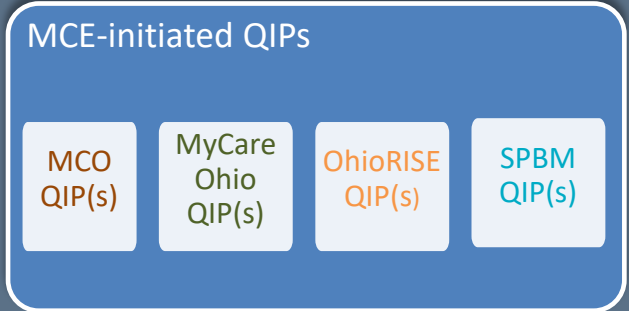 MCE-initiated QIPs
MCO
QIP(s)
MyCare
Ohio
QIP(s)
OhioRISE
QIP(s)
SPBM
QIP(s)